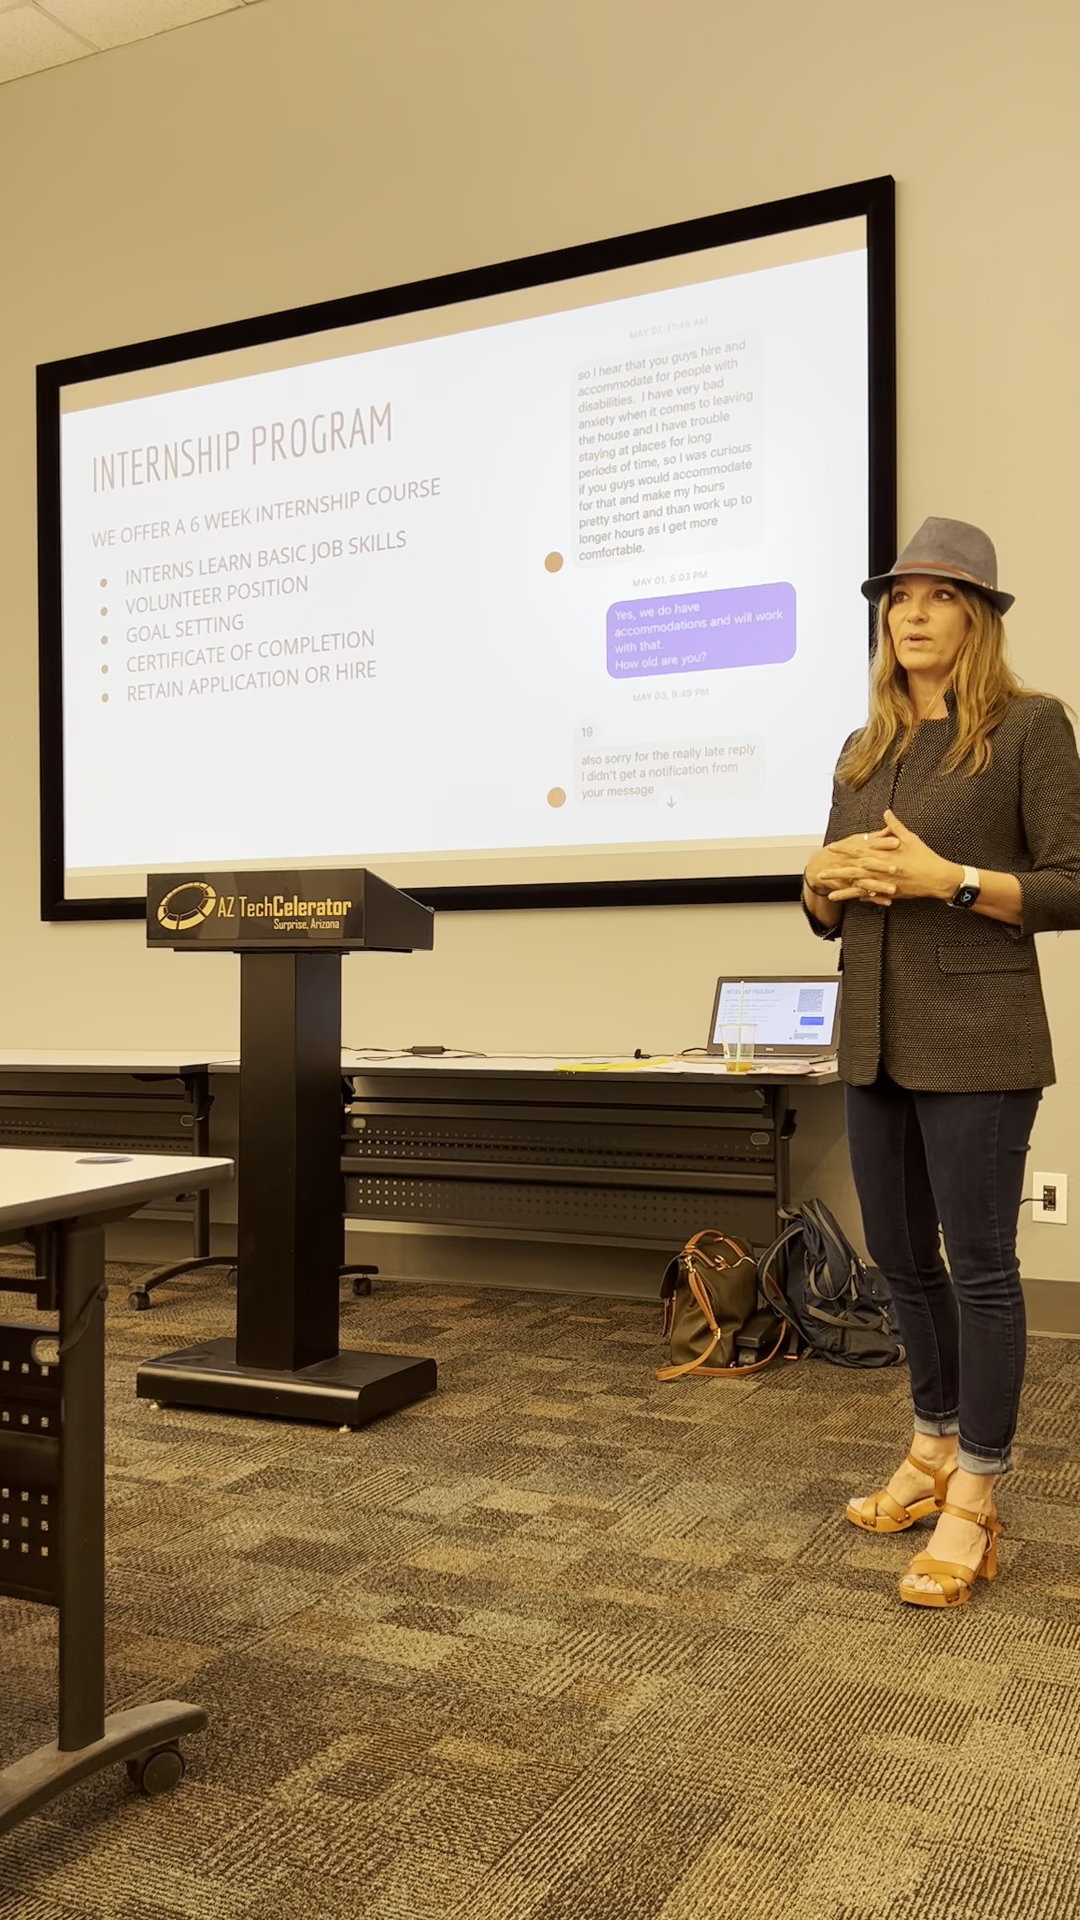 INTERNSHIP PROGRAM
WE OFFER A 6 WEEK INTERNSHIP COURSE
• INTERNS LEARN BASIC JOB SKILLS
• VOLUNTEER POSITION
• GOAL SETTING
• CERTIFICATE OF COMPLETION
• RETAIN APPLICATION OR HIRE
MAY 01, 11:45 AM
so I hear that you guys hire and
accommodate for people with
disabilities. I have very bad
anxiety when it comes to leaving
the house and I have trouble
staying at places for long
periods of time, so I was curious
if you guys would accommodate
for that and make my hours
pretty short and than work up to
longer hours as I get more
comfortable.
MAY 01, 5:03 PM
Yes, we do have
accommodations and will work
with that.
How old are you?
MAY 03, 9:49 PM
19
also sorry for the really late reply
I didn't get a notification from
your message
AZ TechCelerator
Surprise, Arizona
INTERNSHIP PROGRAM